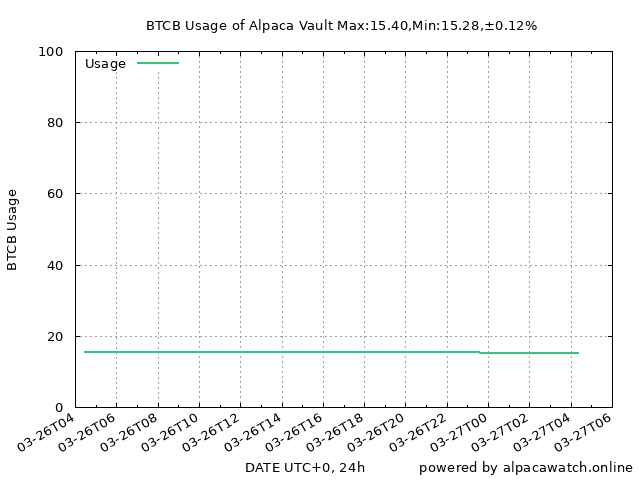 BTCB Usage of Alpaca Vault Max:15.40,Min:15.28,±0.12%
Usage
100
80
60
40
20
0
BTCB Usage
03-26T04
03-26T06
03-26T08
03-26T10
03-26T12
03-26T14
03-26T16
03-26T18
03-26T20
03-26T22
03-27T00
03-27T02
03-27T04
03-27T06
DATE UTC+0, 24h
powered by alpacawatch.online